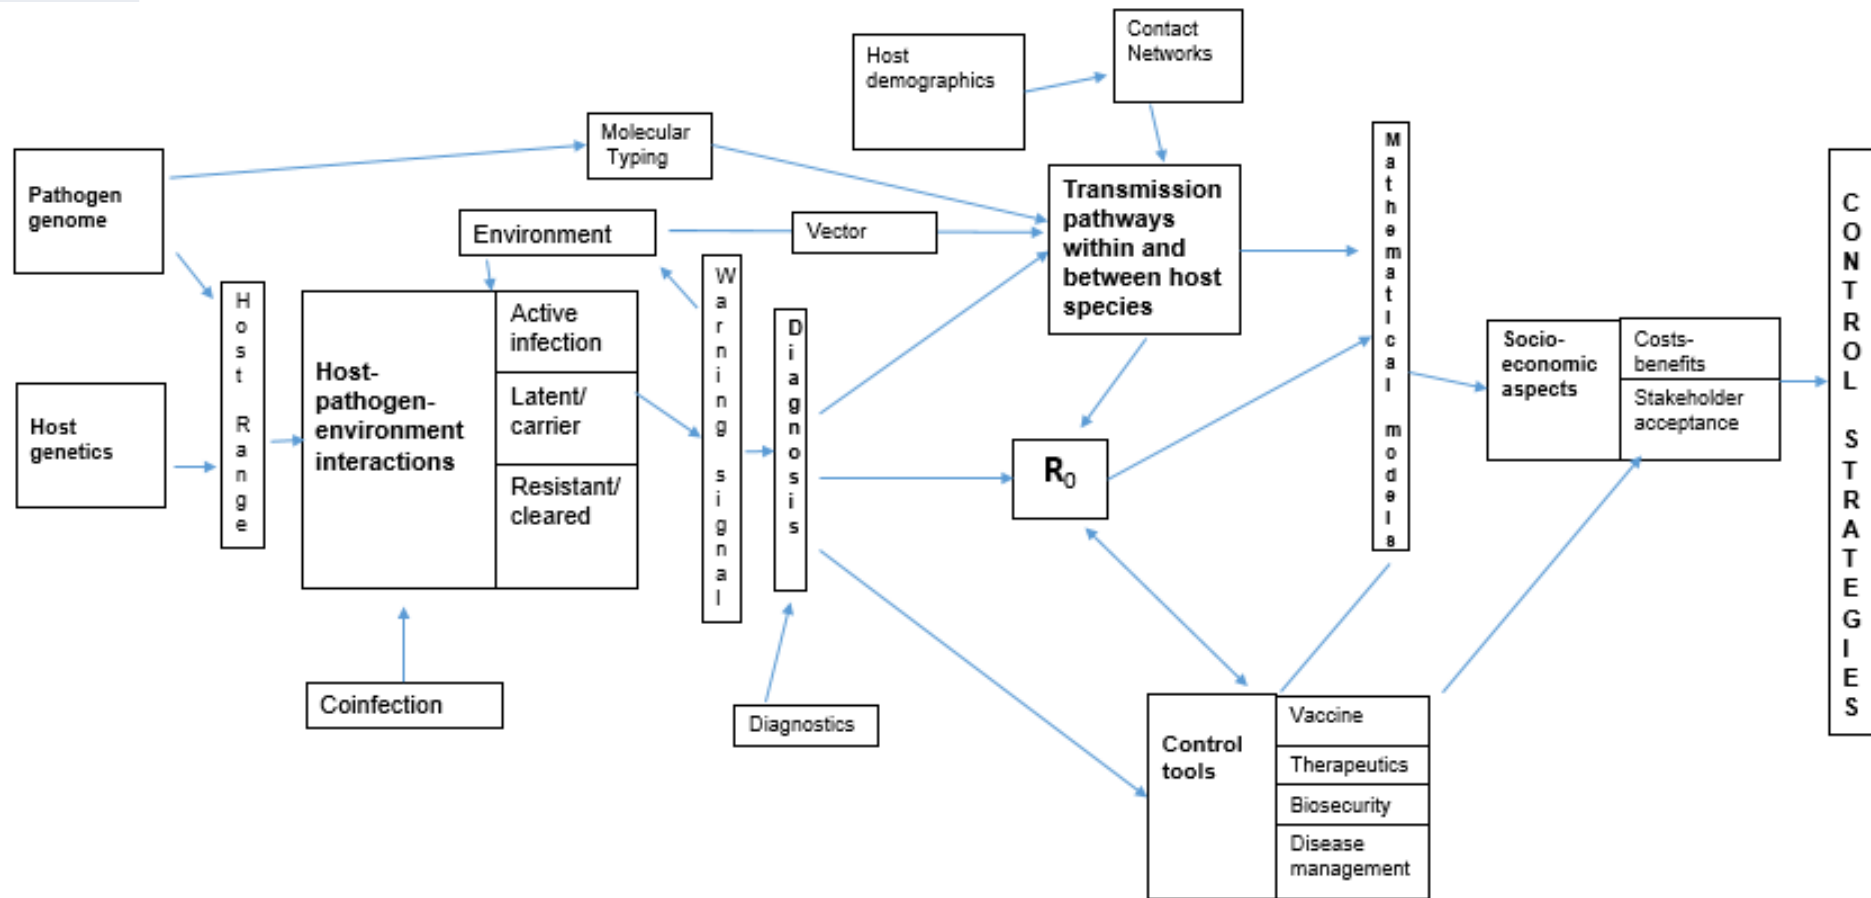 Contact
Networks
Host
demographics
Molecular
Typing
Pathogen
genome
Transmission
pathways
within and
between host
species
Environment
Vector
Host Range
Host
genetics
Host-
pathogen-
environment
interactions
Active
infection
Latent/
carrier
Resistant/
cleared
Warning signal
Diagnosis
R0
Mathematical models
Socio-
economic
aspects
Costs-
benefits
Stakeholder
acceptance
CONTROL STRATEGIES
Coinfection
Diagnostics
Control
tools
Vaccine
Therapeutics
Biosecurity
Disease
management